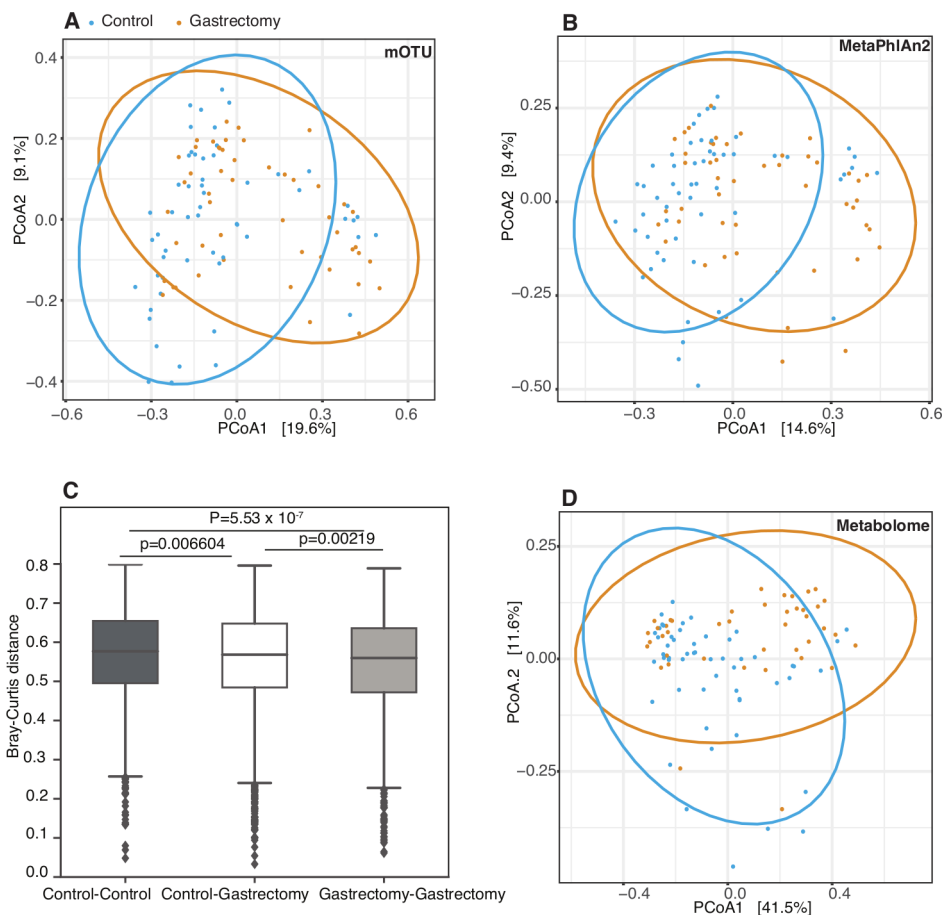 A
Control
Gastrectomy
mOTU
0.4
0.2
0.0
−0.2
−0.4
PCoA2 [9.1%]
−0.6
−0.3
0.0
0.3
0.6
PCoA1 [19.6%]
B
MetaPhlAn2
0.25
0.00
−0.25
−0.50
PCoA2 [9.4%]
−0.3
0.0
0.3
0.6
PCoA1 [14.6%]
C
P=5.53 x 10-7
p=0.006604
p=0.00219
0.8
0.7
0.6
0.5
0.4
0.3
0.2
0.1
0.0
Bray-Curtis distance
Control-Control
Control-Gastrectomy
Gastrectomy-Gastrectomy
D
Metabolome
0.25
0.00
−0.25
PCoA.2 [11.6%]
−0.4
0.0
0.4
PCoA1 [41.5%]